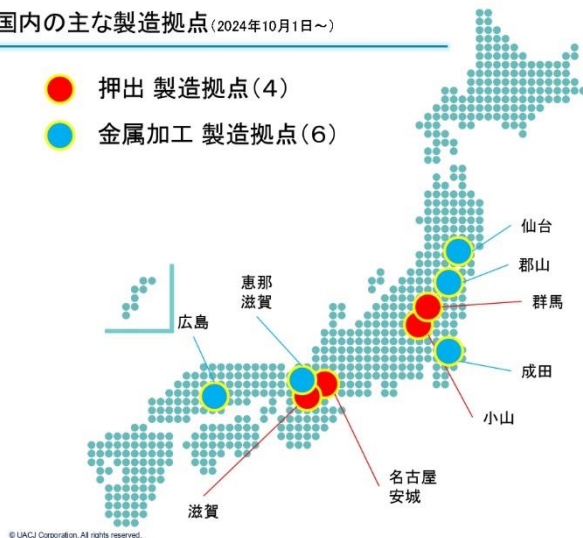 国内の主な製造拠点(2024年10月1日～)
押出 製造拠点(4)
金属加工 製造拠点(6)
仙台
郡山
恵那
滋賀
群馬
広島
成田
小山
名古屋
安城
滋賀
© UACJ Corporation. All rights reserved.